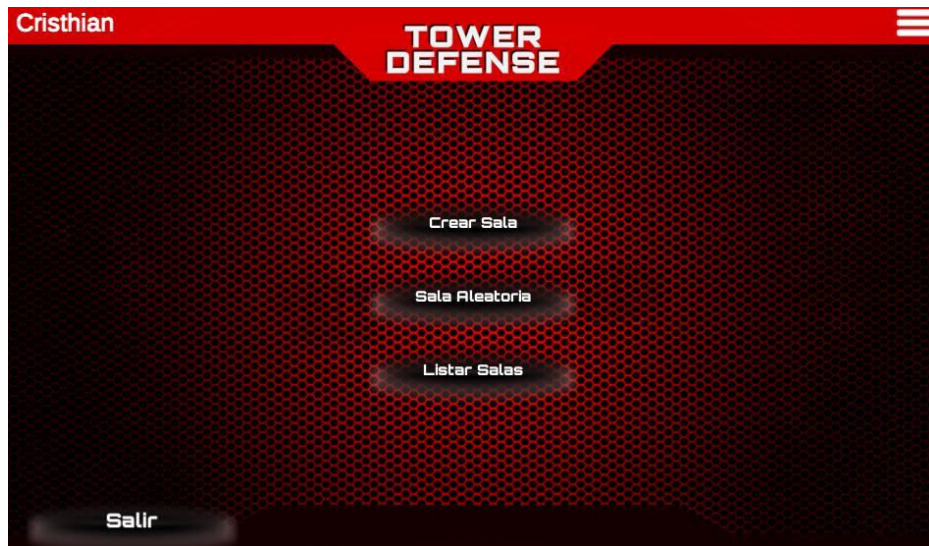 Cristhian
TOWER
DEFENSE
Crear Sala
Sala Aleatoria
Listar Salas
Salir